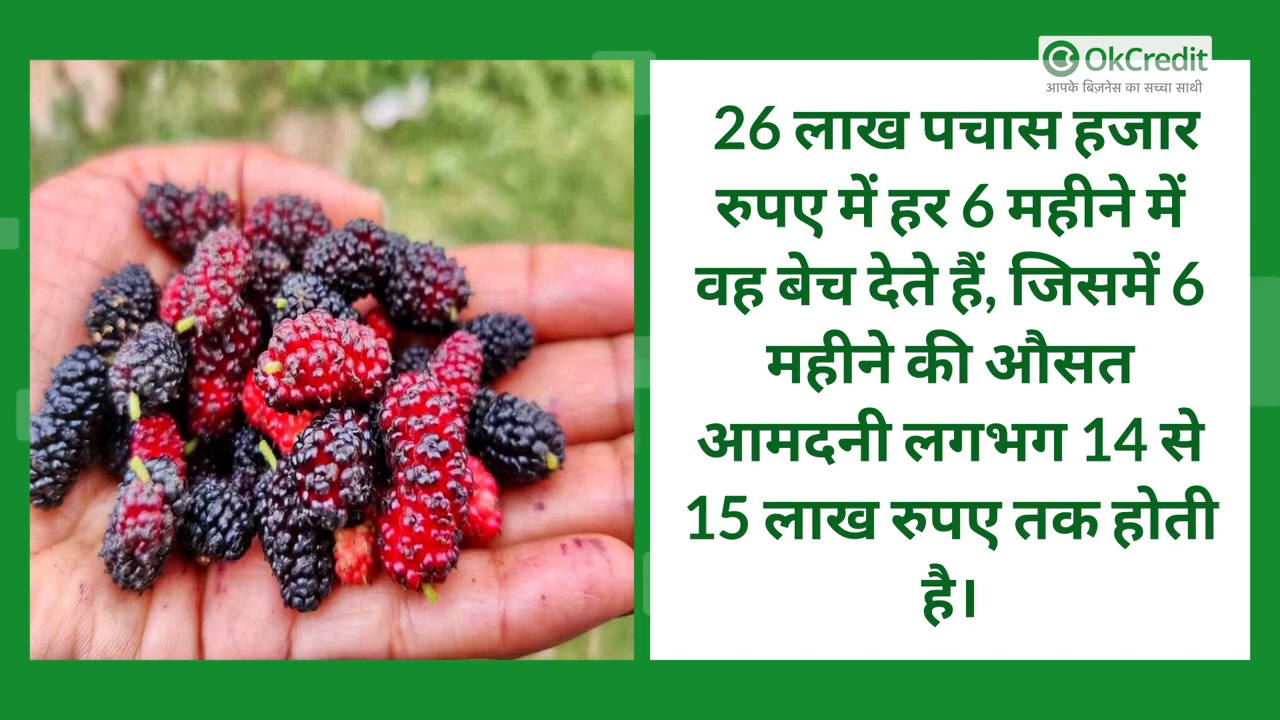 OkCredit
आपके बिज़नेस का सच्चा साथी
26 लाख पचास हजार
रुपए में हर 6 महीने में
वह बेच देते हैं, जिसमें 6
महीने की औसत
आमदनी लगभग 14 से
15 लाख रुपए तक होती
है।